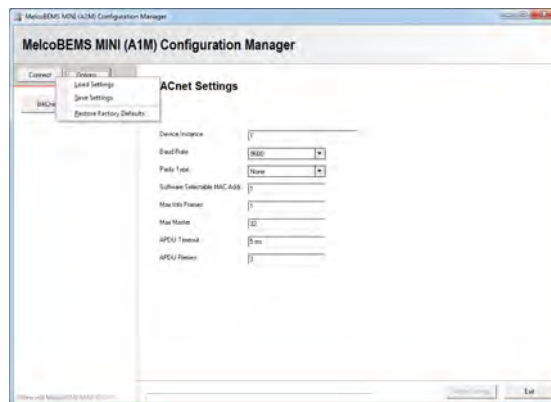 MelcoBEMS MINI (A1M) Configuration Manager
MelcoBEMS MINI (A1M) Configuration Manager
Connect Options
Load Settings
Save Settings
Restore Factory Defaults
BACne
ACnet Settings
Device Instance 1
Baud Rate 9600
Parity Type None
Software Selectable MAC Addr. 1
Max Info Frames 1
Max Master 32
APDU Timeout 5 ms
APDU Retries 3
Exit